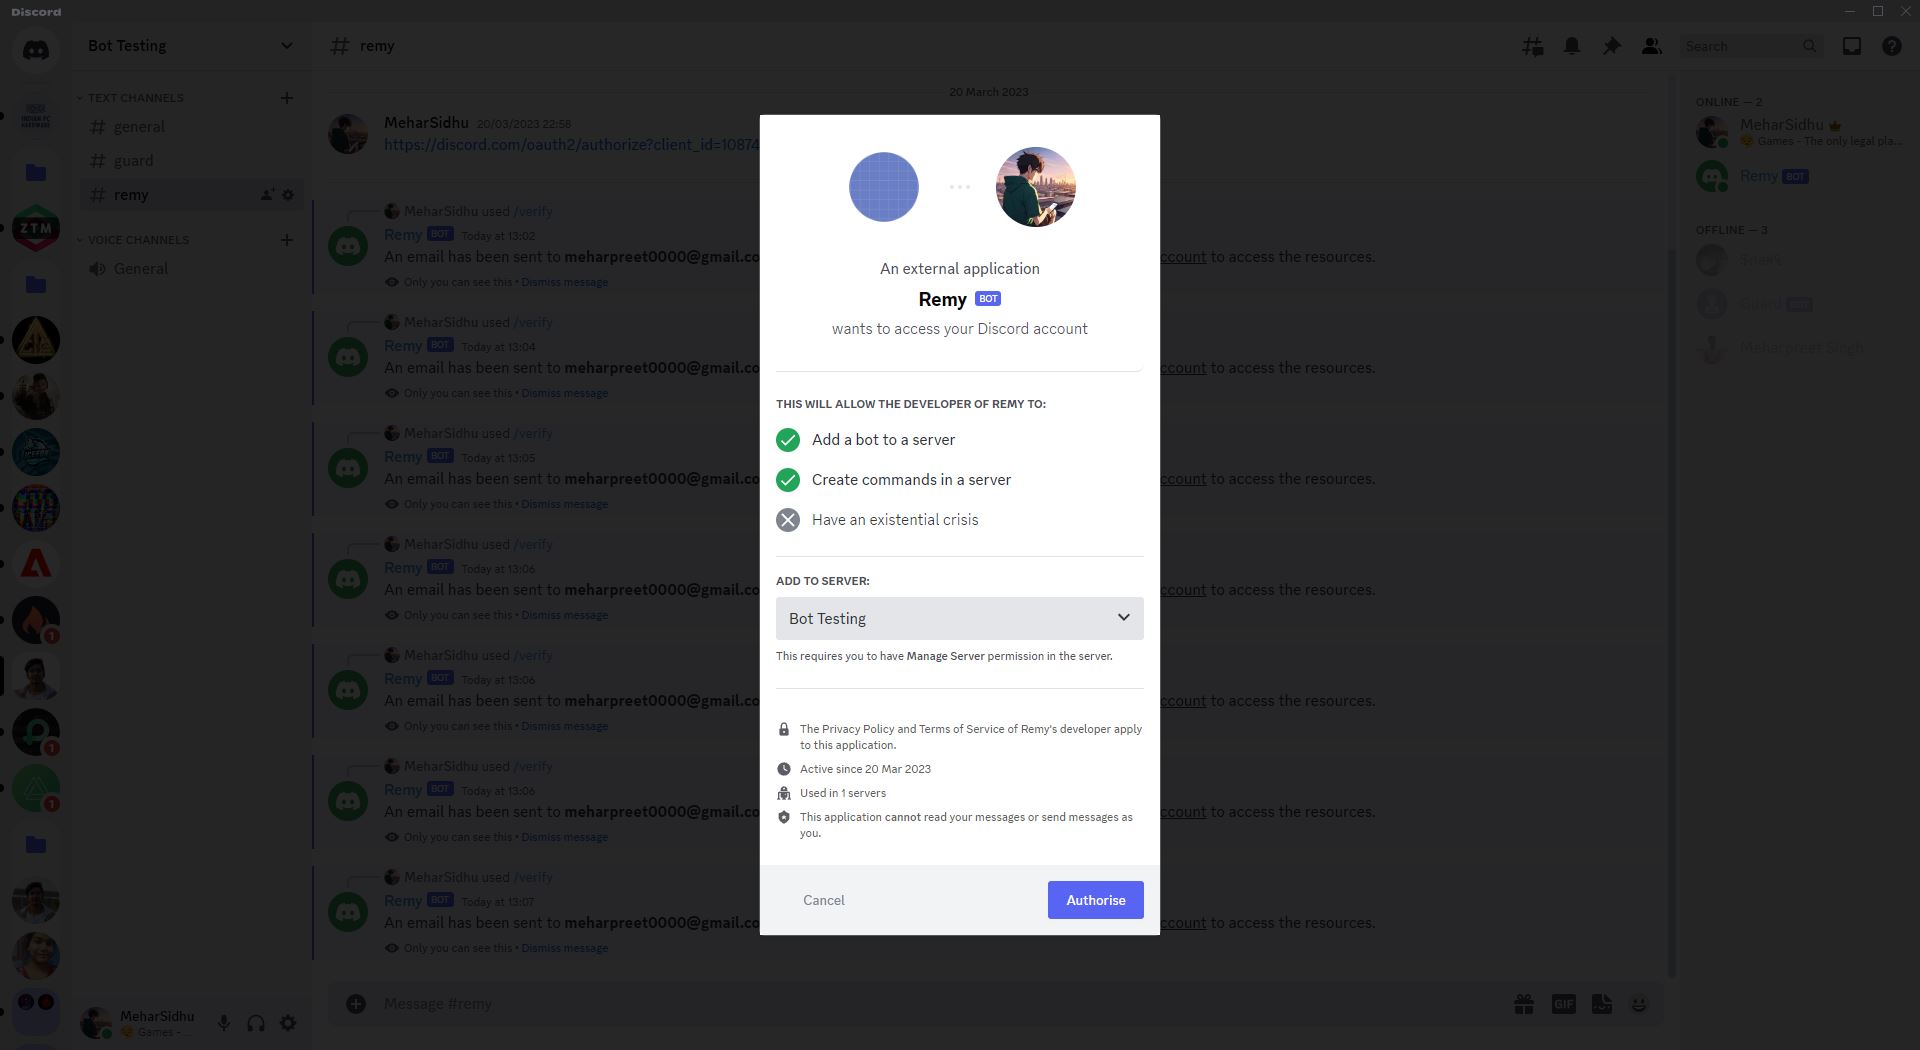 Discord
Bot Testing
# remy
Search
TEXT CHANNELS
# general
# guard
# remy
VOICE CHANNELS
General
INDIAN PC
HARDWARE
ZTM
1
1
1
20 March 2023
MeharSidhu 20/03/2023 22:58
https://discord.com/oauth2/authorize?client_id=10874
MeharSidhu used /verify
Remy BOT Today at 13:02
An email has been sent to meharpreet0000@gmail.co
ccount to access the resources.
Only you can see this • Dismiss message
MeharSidhu used /verify
Remy BOT Today at 13:04
An email has been sent to meharpreet0000@gmail.co
ccount to access the resources.
Only you can see this • Dismiss message
MeharSidhu used /verify
Remy BOT Today at 13:05
An email has been sent to meharpreet0000@gmail.co
ccount to access the resources.
Only you can see this • Dismiss message
MeharSidhu used /verify
Remy BOT Today at 13:06
An email has been sent to meharpreet0000@gmail.co
ccount to access the resources.
Only you can see this • Dismiss message
MeharSidhu used /verify
Remy BOT Today at 13:06
An email has been sent to meharpreet0000@gmail.co
ccount to access the resources.
Only you can see this • Dismiss message
MeharSidhu used /verify
Remy BOT Today at 13:06
An email has been sent to meharpreet0000@gmail.co
ccount to access the resources.
Only you can see this • Dismiss message
MeharSidhu used /verify
Remy BOT Today at 13:07
An email has been sent to meharpreet0000@gmail.co
ccount to access the resources.
Only you can see this • Dismiss message
Message #remy
GIF
An external application
Remy BOT
wants to access your Discord account
THIS WILL ALLOW THE DEVELOPER OF REMY TO:
Add a bot to a server
Create commands in a server
Have an existential crisis
ADD TO SERVER:
Bot Testing
This requires you to have Manage Server permission in the server.
The Privacy Policy and Terms of Service of Remy's developer apply
to this application.
Active since 20 Mar 2023
Used in 1 servers
This application cannot read your messages or send messages as
you.
Cancel
Authorise
ONLINE — 2
MeharSidhu
Games - The only legal pla...
Remy BOT
OFFLINE — 3
Guard BOT
Meharpreet Singh
MeharSidhu
Games - ...